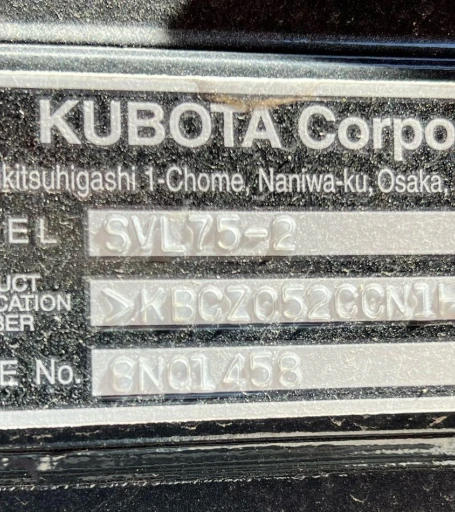 KUBOTA Corpo
kitsuhigashi 1-Chome, Naniwa-ku, Osaka,
EL SVL75-2
UCT
CATION >KBCZ052CCN1
BER
E No. 8NQ1458